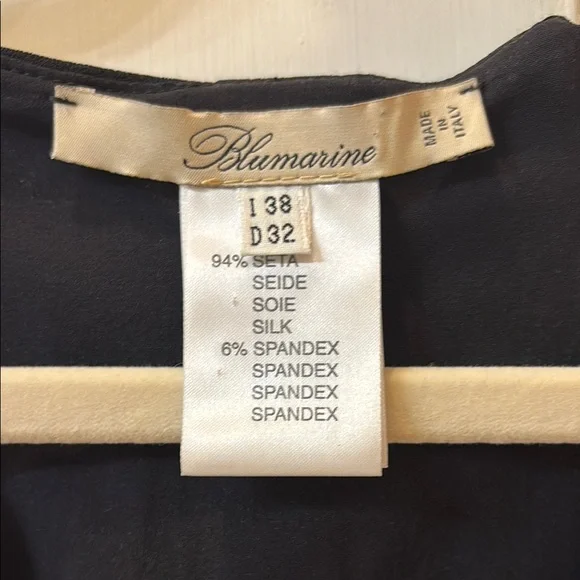 Blumarine
MADE
IN
ITALY
I 38
D 32
94% SETA
SEIDE
SOIE
SILK
6% SPANDEX
SPANDEX
SPANDEX
SPANDEX